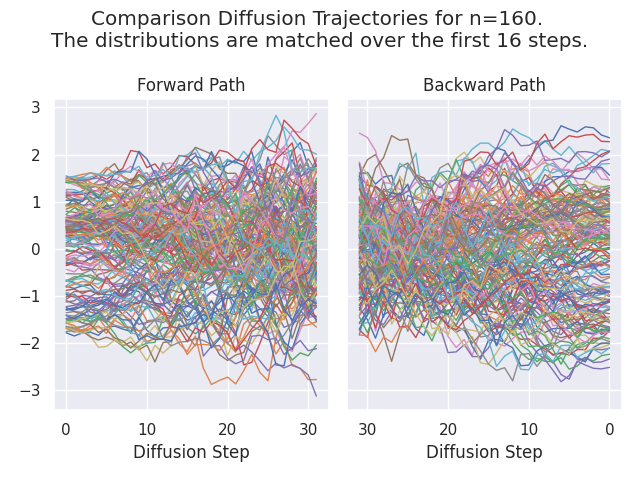 Comparison Diffusion Trajectories for n=160.
The distributions are matched over the first 16 steps.
Forward Path
Backward Path
3
2
1
0
−1
−2
−3
0 10 20 30
30 20 10 0
Diffusion Step
Diffusion Step